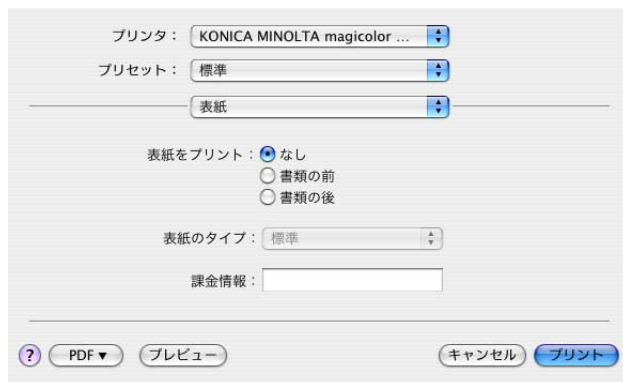 プリンタ： KONICA MINOLTA magicolor ...
プリセット： 標準
表紙
表紙をプリント： なし
書類の前
書類の後
表紙のタイプ： 標準
課金情報：
? PDF▼ プレビュー キャンセル プリント